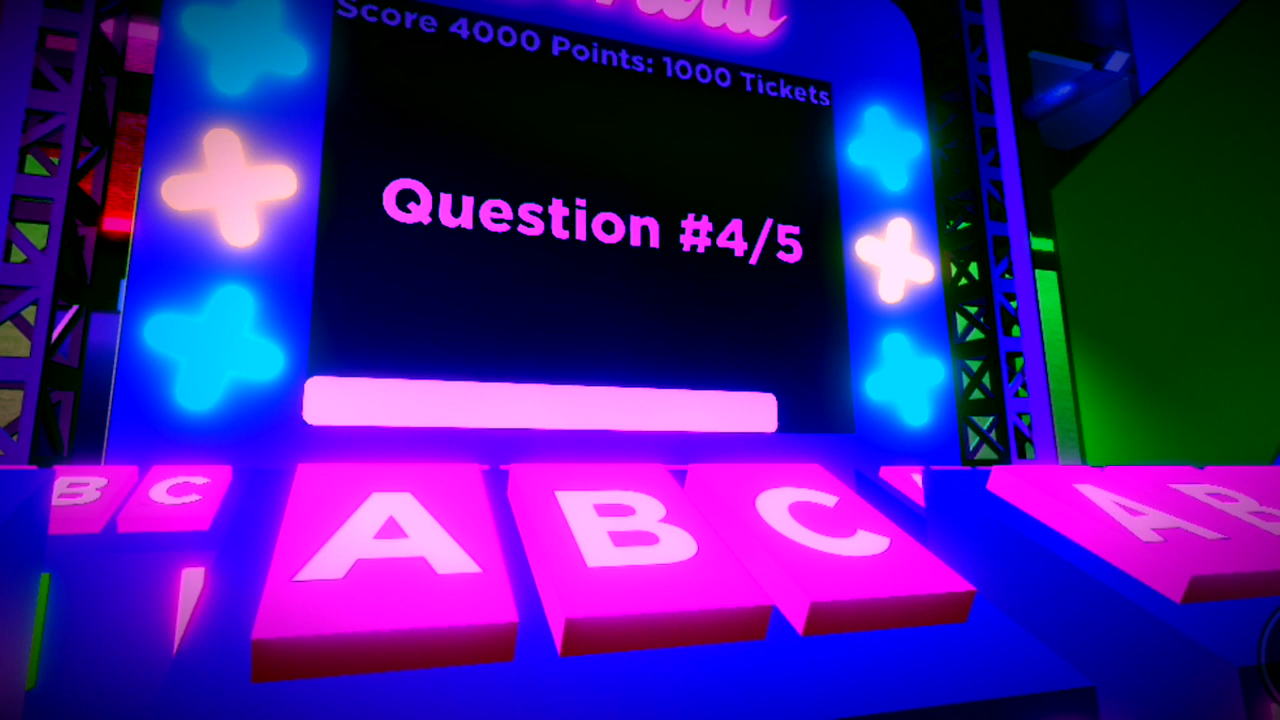 Score 4000 Points: 1000 Tickets
Question #4/5
B C
A B C
A B